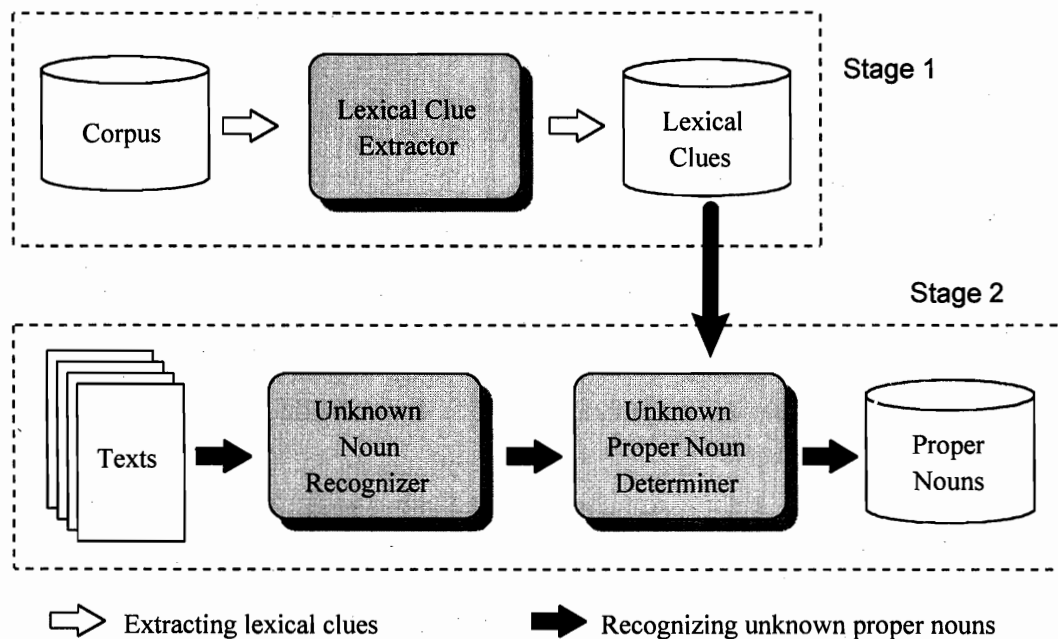 Stage 1
Corpus
Lexical Clue
Extractor
Lexical
Clues
Stage 2
Texts
Unknown
Noun
Recognizer
Unknown
Proper Noun
Determiner
Proper
Nouns
Extracting lexical clues
Recognizing unknown proper nouns